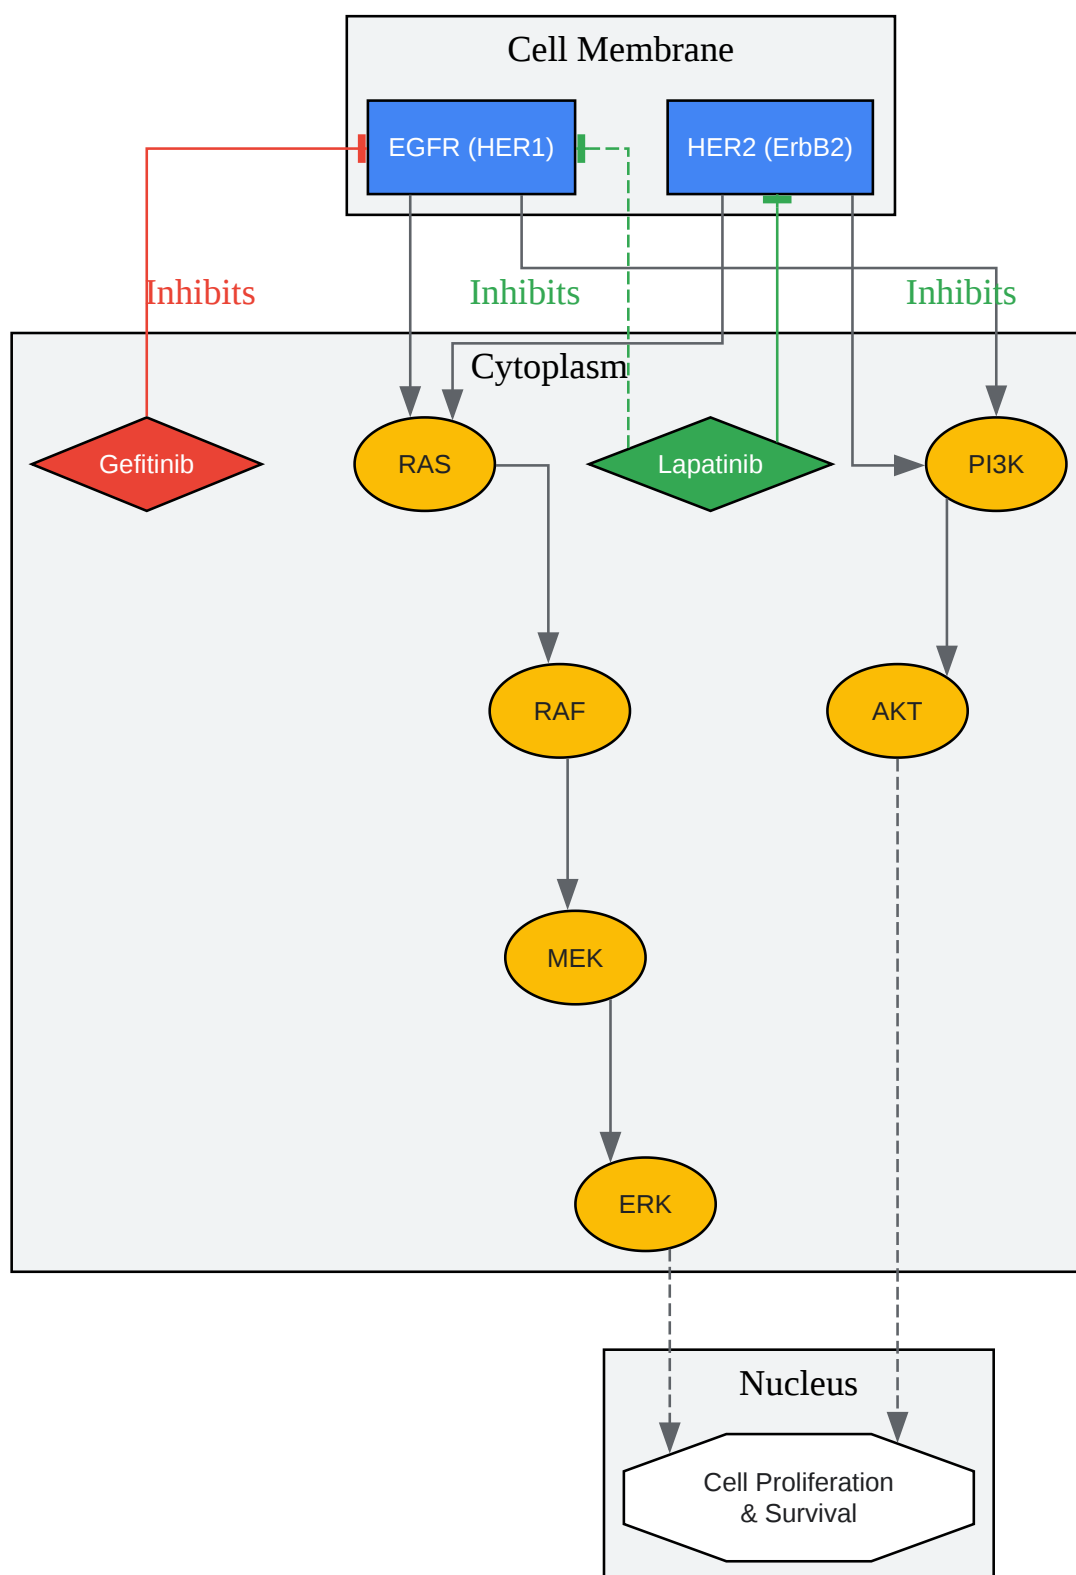 Cell Membrane
EGFR (HER1)
HER2 (ErbB2)
Inhibits
Inhibits
Inhibits
Cytoplasm
Gefitinib
RAS
Lapatinib
PI3K
RAF
AKT
MEK
ERK
Nucleus
Cell Proliferation
& Survival